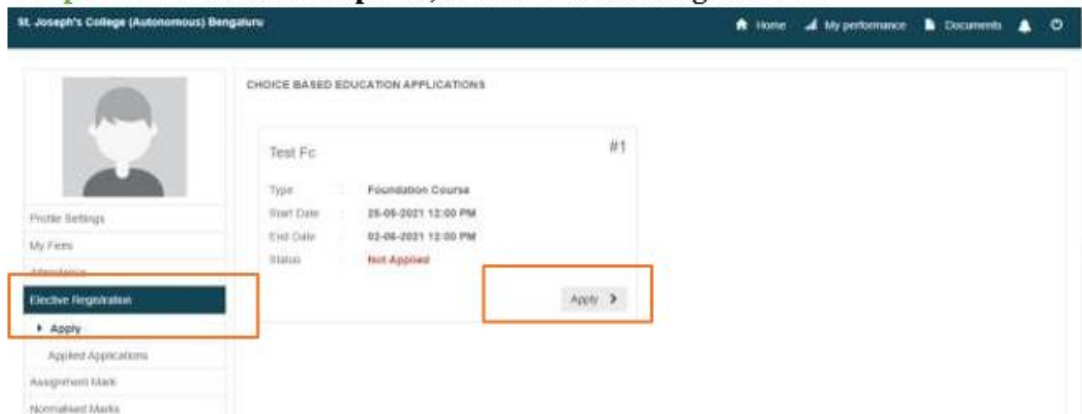 St. Joseph's College (Autonomous) Bengaluru
Home My performance Documents
CHOICE BASED EDUCATION APPLICATIONS
Test Fc #1
Type : Foundation Course
Start Date : 28-05-2021 12:00 PM
End Date : 02-06-2021 12:00 PM
Status : Not Applied
Apply
Profile Settings
My Fees
Attendance
Elective Registration
Apply
Applied Applications
Assignment Mark
Normalised Marks